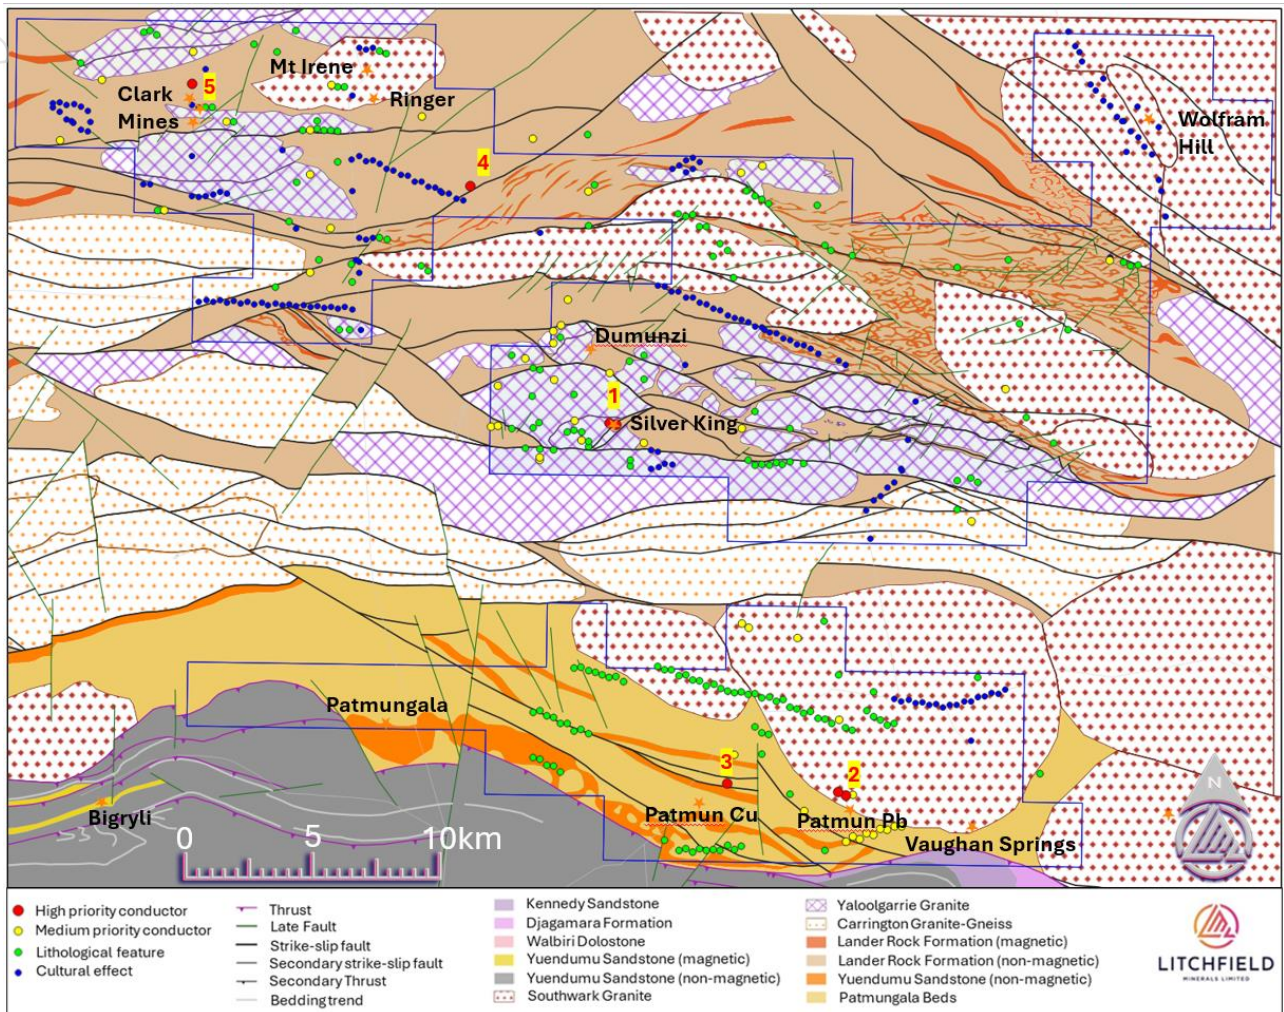 Mt Irene
5
Clark
Mines
Ringer
Wolfram
Hill
4
Dumunzi
1
Silver King
Patmungala
3
2
Bigryli
Patmun Cu
Patmun Pb
Vaughan Springs
0 5 10km
N
High priority conductor
Medium priority conductor
Lithological feature
Cultural effect
Thrust
Late Fault
Strike-slip fault
Secondary strike-slip fault
Secondary Thrust
Bedding trend
Kennedy Sandstone
Djagamara Formation
Walbiri Dolostone
Yuendumu Sandstone (magnetic)
Yuendumu Sandstone (non-magnetic)
Southwark Granite
Yaloolgarrie Granite
Carrington Granite-Gneiss
Lander Rock Formation (magnetic)
Lander Rock Formation (non-magnetic)
Yuendumu Sandstone (non-magnetic)
Patmungala Beds
LITCHFIELD
MINERALS LIMITED